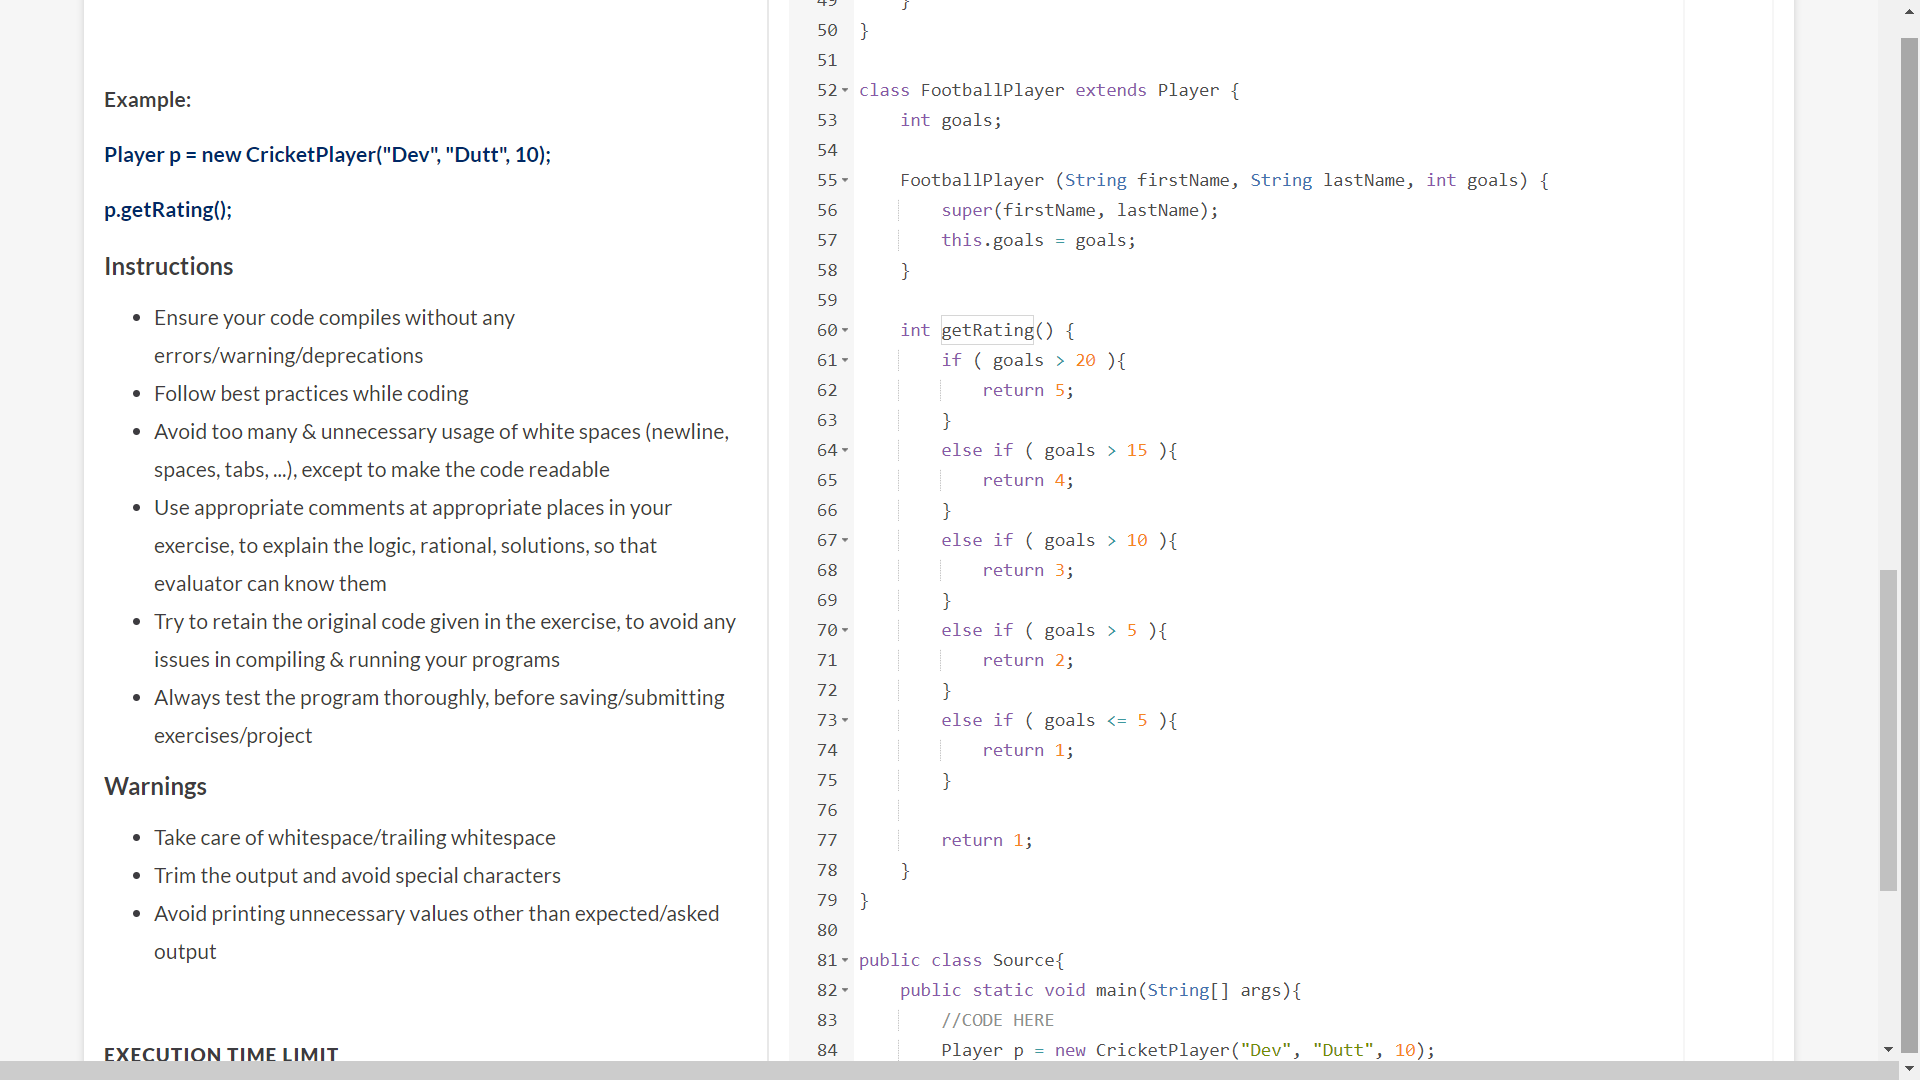 Example:
Player p = new CricketPlayer("Dev", "Dutt", 10);
p.getRating();
Instructions
• Ensure your code compiles without any
errors/warning/deprecations
• Follow best practices while coding
• Avoid too many & unnecessary usage of white spaces (newline,
spaces, tabs, ...), except to make the code readable
• Use appropriate comments at appropriate places in your
exercise, to explain the logic, rational, solutions, so that
evaluator can know them
• Try to retain the original code given in the exercise, to avoid any
issues in compiling & running your programs
• Always test the program thoroughly, before saving/submitting
exercises/project
Warnings
• Take care of whitespace/trailing whitespace
• Trim the output and avoid special characters
• Avoid printing unnecessary values other than expected/asked
output
EXECUTION TIME LIMIT
49 }
50 }
51
52 class FootballPlayer extends Player {
53     int goals;
54
55     FootballPlayer (String firstName, String lastName, int goals) {
56         super(firstName, lastName);
57         this.goals = goals;
58     }
59
60     int getRating() {
61         if ( goals > 20 ){
62             return 5;
63         }
64         else if ( goals > 15 ){
65             return 4;
66         }
67         else if ( goals > 10 ){
68             return 3;
69         }
70         else if ( goals > 5 ){
71             return 2;
72         }
73         else if ( goals <= 5 ){
74             return 1;
75         }
76
77         return 1;
78     }
79 }
80
81 public class Source{
82     public static void main(String[] args){
83         //CODE HERE
84         Player p = new CricketPlayer("Dev", "Dutt", 10);